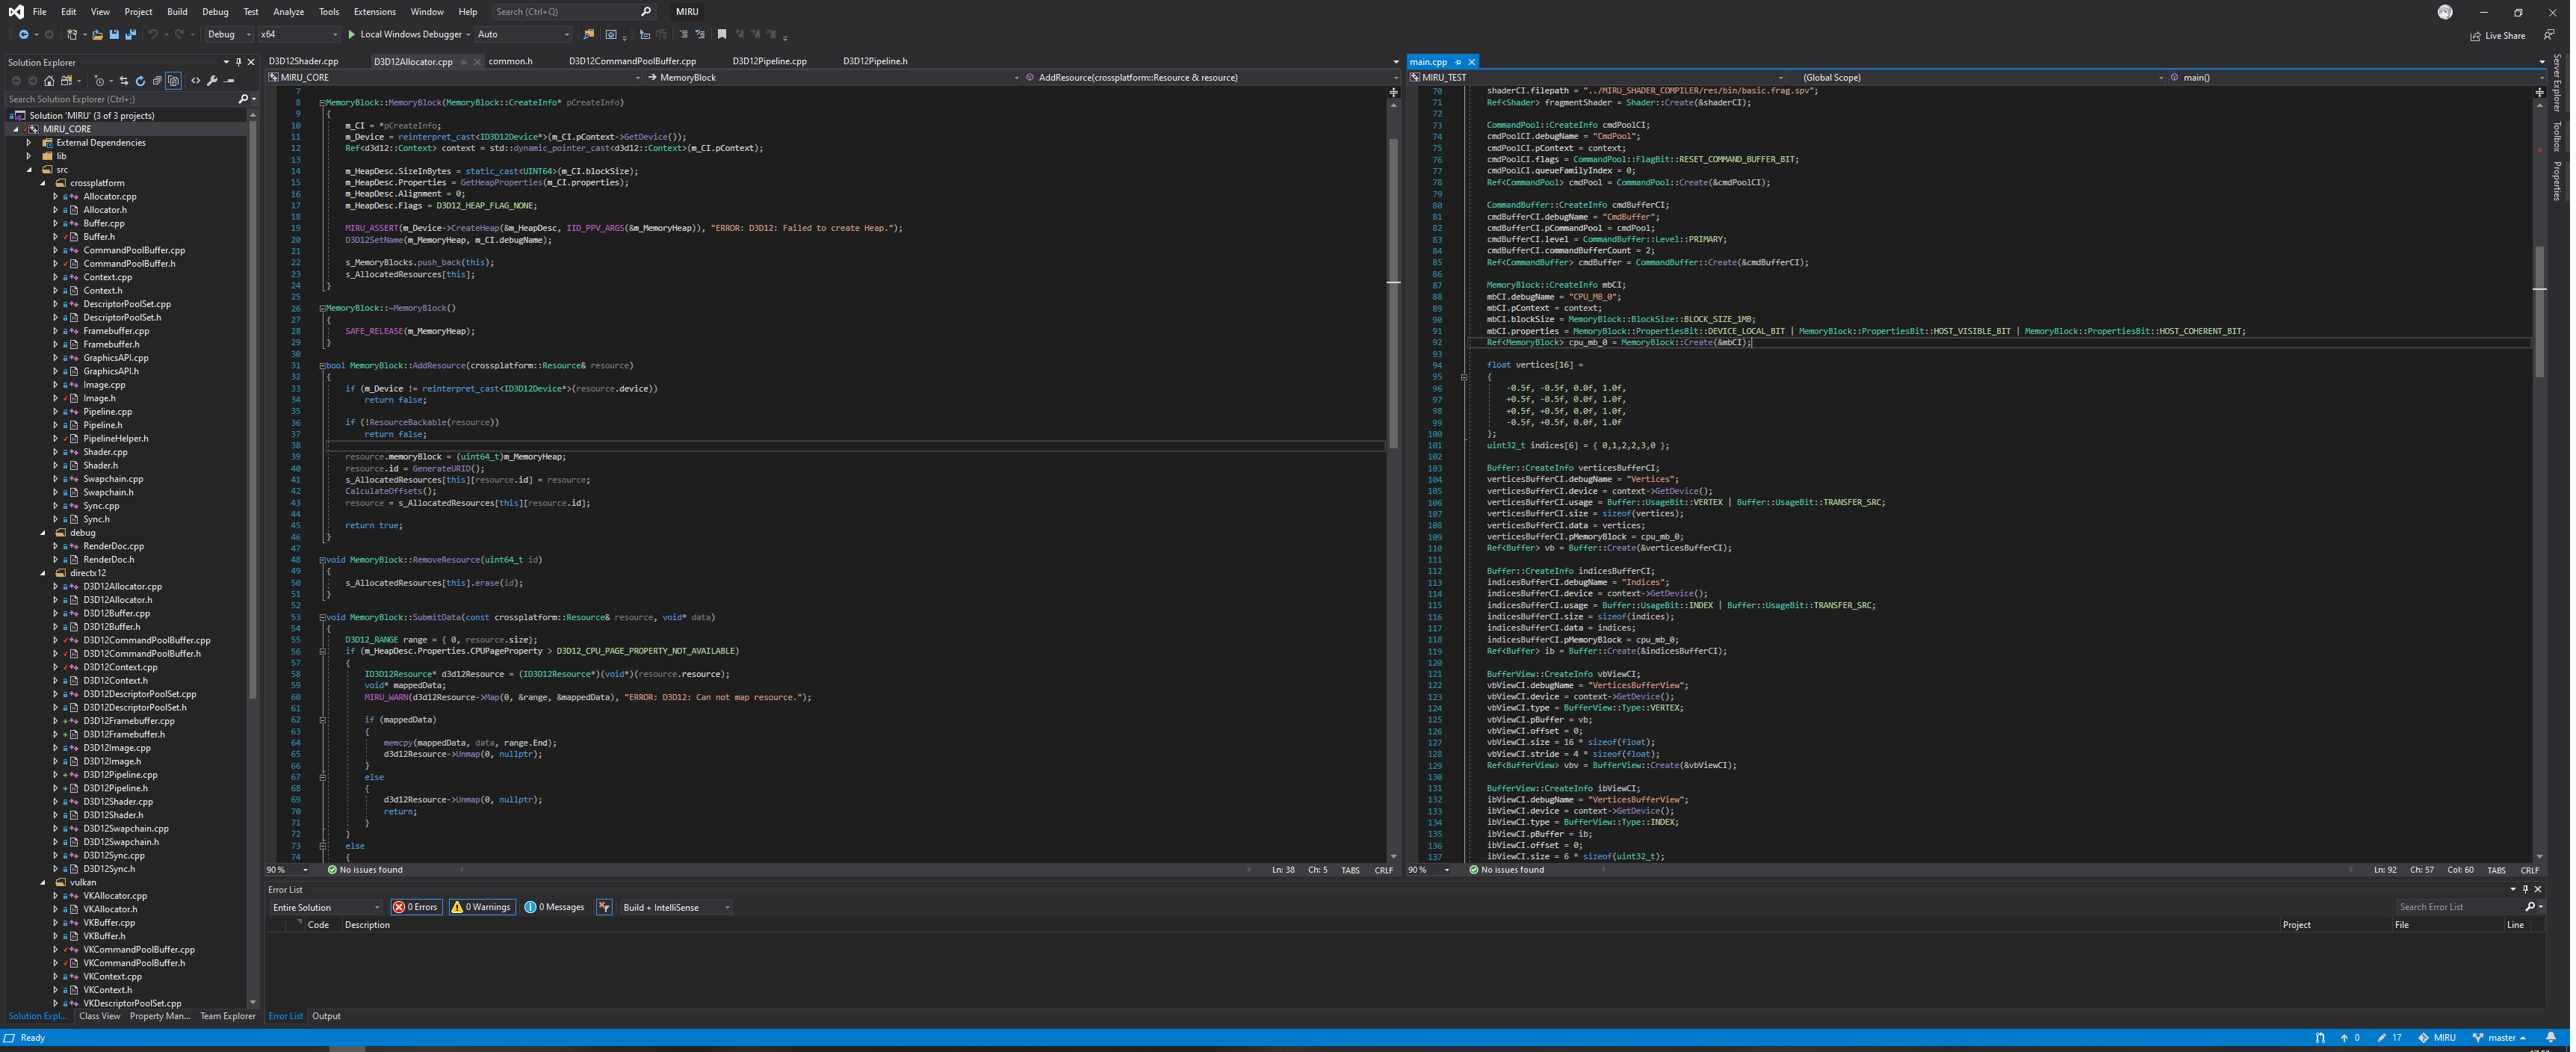 File Edit View Project Build Debug Test Analyze Tools Extensions Window Help Search (Ctrl+Q) MIRU
Debug x64 Local Windows Debugger Auto Live Share
Solution Explorer
Search Solution Explorer (Ctrl+;)
Solution 'MIRU' (3 of 3 projects)
MIRU_CORE
External Dependencies
lib
src
crossplatform
Allocator.cpp
Allocator.h
Buffer.cpp
Buffer.h
CommandPoolBuffer.cpp
CommandPoolBuffer.h
Context.cpp
Context.h
DescriptorPoolSet.cpp
DescriptorPoolSet.h
Framebuffer.cpp
Framebuffer.h
GraphicsAPI.cpp
GraphicsAPI.h
Image.cpp
Image.h
Pipeline.cpp
Pipeline.h
PipelineHelper.h
Shader.cpp
Shader.h
Swapchain.cpp
Swapchain.h
Sync.cpp
Sync.h
debug
RenderDoc.cpp
RenderDoc.h
directx12
D3D12Allocator.cpp
D3D12Allocator.h
D3D12Buffer.cpp
D3D12Buffer.h
D3D12CommandPoolBuffer.cpp
D3D12CommandPoolBuffer.h
D3D12Context.cpp
D3D12Context.h
D3D12DescriptorPoolSet.cpp
D3D12DescriptorPoolSet.h
D3D12Framebuffer.cpp
D3D12Framebuffer.h
D3D12Image.cpp
D3D12Image.h
D3D12Pipeline.cpp
D3D12Pipeline.h
D3D12Shader.cpp
D3D12Shader.h
D3D12Swapchain.cpp
D3D12Swapchain.h
D3D12Sync.cpp
D3D12Sync.h
vulkan
VKAllocator.cpp
VKAllocator.h
VKBuffer.cpp
VKBuffer.h
VKCommandPoolBuffer.cpp
VKCommandPoolBuffer.h
VKContext.cpp
VKContext.h
VKDescriptorPoolSet.cpp
Solution Expl... Class View Property Man... Team Explorer
D3D12Shader.cpp D3D12Allocator.cpp common.h D3D12CommandPoolBuffer.cpp D3D12Pipeline.cpp D3D12Pipeline.h
MIRU_CORE MemoryBlock AddResource(crossplatform::Resource & resource)
7
8 MemoryBlock::MemoryBlock(MemoryBlock::CreateInfo* pCreateInfo)
9 {
10 m_CI = *pCreateInfo;
11 m_Device = reinterpret_cast<ID3D12Device*>(m_CI.pContext->GetDevice());
12 Ref<d3d12::Context> context = std::dynamic_pointer_cast<d3d12::Context>(m_CI.pContext);
13
14 m_HeapDesc.SizeInBytes = static_cast<UINT64>(m_CI.blockSize);
15 m_HeapDesc.Properties = GetHeapProperties(m_CI.properties);
16 m_HeapDesc.Alignment = 0;
17 m_HeapDesc.Flags = D3D12_HEAP_FLAG_NONE;
18
19 MIRU_ASSERT(m_Device->CreateHeap(&m_HeapDesc, IID_PPV_ARGS(&m_MemoryHeap)), "ERROR: D3D12: Failed to create Heap.");
20 D3D12SetName(m_MemoryHeap, m_CI.debugName);
21
22 s_MemoryBlocks.push_back(this);
23 s_AllocatedResources[this];
24 }
25
26 MemoryBlock::~MemoryBlock()
27 {
28 SAFE_RELEASE(m_MemoryHeap);
29 }
30
31 bool MemoryBlock::AddResource(crossplatform::Resource& resource)
32 {
33 if (m_Device != reinterpret_cast<ID3D12Device*>(resource.device))
34 return false;
35
36 if (!ResourceBackable(resource))
37 return false;
38
39 resource.memoryBlock = (uint64_t)m_MemoryHeap;
40 resource.id = GenerateURID();
41 s_AllocatedResources[this][resource.id] = resource;
42 CalculateOffsets();
43 resource = s_AllocatedResources[this][resource.id];
44
45 return true;
46 }
47
48 void MemoryBlock::RemoveResource(uint64_t id)
49 {
50 s_AllocatedResources[this].erase(id);
51 }
52
53 void MemoryBlock::SubmitData(const crossplatform::Resource& resource, void* data)
54 {
55 D3D12_RANGE range = { 0, resource.size};
56 if (m_HeapDesc.Properties.CPUPageProperty > D3D12_CPU_PAGE_PROPERTY_NOT_AVAILABLE)
57 {
58 ID3D12Resource* d3d12Resource = (ID3D12Resource*)(void*)(resource.resource);
59 void* mappedData;
60 MIRU_WARN(d3d12Resource->Map(0, &range, &mappedData), "ERROR: D3D12: Can not map resource.");
61
62 if (mappedData)
63 {
64 memcpy(mappedData, data, range.End);
65 d3d12Resource->Unmap(0, nullptr);
66 }
67 else
68 {
69 d3d12Resource->Unmap(0, nullptr);
70 return;
71 }
72 }
73 else
74 {
90 % No issues found Ln: 38 Ch: 5 TABS CRLF
main.cpp
MIRU_TEST (Global Scope) main()
70 shaderCI.filepath = "../MIRU_SHADER_COMPILER/res/bin/basic.frag.spv";
71 Ref<Shader> fragmentShader = Shader::Create(&shaderCI);
72
73 CommandPool::CreateInfo cmdPoolCI;
74 cmdPoolCI.debugName = "CmdPool";
75 cmdPoolCI.pContext = context;
76 cmdPoolCI.flags = CommandPool::FlagBit::RESET_COMMAND_BUFFER_BIT;
77 cmdPoolCI.queueFamilyIndex = 0;
78 Ref<CommandPool> cmdPool = CommandPool::Create(&cmdPoolCI);
79
80 CommandBuffer::CreateInfo cmdBufferCI;
81 cmdBufferCI.debugName = "CmdBuffer";
82 cmdBufferCI.pCommandPool = cmdPool;
83 cmdBufferCI.level = CommandBuffer::Level::PRIMARY;
84 cmdBufferCI.commandBufferCount = 2;
85 Ref<CommandBuffer> cmdBuffer = CommandBuffer::Create(&cmdBufferCI);
86
87 MemoryBlock::CreateInfo mbCI;
88 mbCI.debugName = "CPU_MB_0";
89 mbCI.pContext = context;
90 mbCI.blockSize = MemoryBlock::BlockSize::BLOCK_SIZE_1MB;
91 mbCI.properties = MemoryBlock::PropertiesBit::DEVICE_LOCAL_BIT | MemoryBlock::PropertiesBit::HOST_VISIBLE_BIT | MemoryBlock::PropertiesBit::HOST_COHERENT_BIT;
92 Ref<MemoryBlock> cpu_mb_0 = MemoryBlock::Create(&mbCI);
93
94 float vertices[16] =
95 {
96 -0.5f, -0.5f, 0.0f, 1.0f,
97 +0.5f, -0.5f, 0.0f, 1.0f,
98 +0.5f, +0.5f, 0.0f, 1.0f,
99 -0.5f, +0.5f, 0.0f, 1.0f
100 };
101 uint32_t indices[6] = { 0,1,2,2,3,0 };
102
103 Buffer::CreateInfo verticesBufferCI;
104 verticesBufferCI.debugName = "Vertices";
105 verticesBufferCI.device = context->GetDevice();
106 verticesBufferCI.usage = Buffer::UsageBit::VERTEX | Buffer::UsageBit::TRANSFER_SRC;
107 verticesBufferCI.size = sizeof(vertices);
108 verticesBufferCI.data = vertices;
109 verticesBufferCI.pMemoryBlock = cpu_mb_0;
110 Ref<Buffer> vb = Buffer::Create(&verticesBufferCI);
111
112 Buffer::CreateInfo indicesBufferCI;
113 indicesBufferCI.debugName = "Indices";
114 indicesBufferCI.device = context->GetDevice();
115 indicesBufferCI.usage = Buffer::UsageBit::INDEX | Buffer::UsageBit::TRANSFER_SRC;
116 indicesBufferCI.size = sizeof(indices);
117 indicesBufferCI.data = indices;
118 indicesBufferCI.pMemoryBlock = cpu_mb_0;
119 Ref<Buffer> ib = Buffer::Create(&indicesBufferCI);
120
121 BufferView::CreateInfo vbViewCI;
122 vbViewCI.debugName = "VerticesBufferView";
123 vbViewCI.device = context->GetDevice();
124 vbViewCI.type = BufferView::Type::VERTEX;
125 vbViewCI.pBuffer = vb;
126 vbViewCI.offset = 0;
127 vbViewCI.size = 16 * sizeof(float);
128 vbViewCI.stride = 4 * sizeof(float);
129 Ref<BufferView> vbv = BufferView::Create(&vbViewCI);
130
131 BufferView::CreateInfo ibViewCI;
132 ibViewCI.debugName = "VerticesBufferView";
133 ibViewCI.device = context->GetDevice();
134 ibViewCI.type = BufferView::Type::INDEX;
135 ibViewCI.pBuffer = ib;
136 ibViewCI.offset = 0;
137 ibViewCI.size = 6 * sizeof(uint32_t);
90 % No issues found Ln: 92 Ch: 57 Col: 60 TABS CRLF
Server Explorer
Toolbox
Properties
Error List
Entire Solution 0 Errors 0 Warnings 0 Messages Build + IntelliSense Search Error List
Code Description Project File Line
Error List Output
Ready 0 17 MIRU master